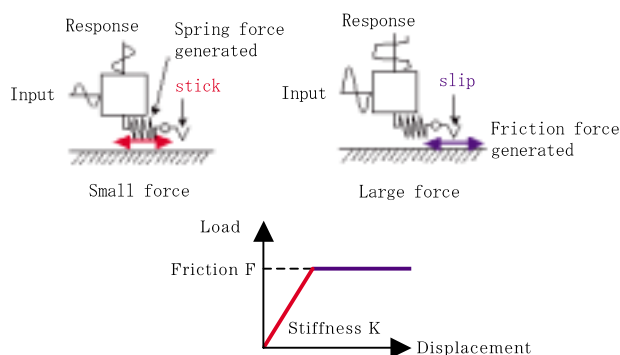 Response
Spring force
generated
stick
Input
Small force
Response
slip
Input
Friction force
generated
Large force
Load
Friction F
Stiffness K
Displacement